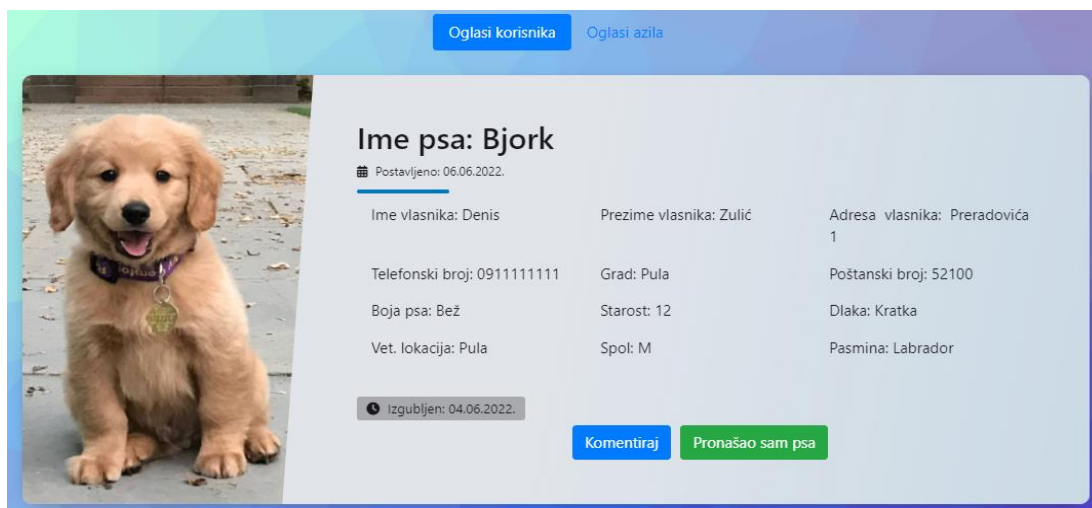 Oglasi korisnika Oglasi azila
Ime psa: Bjork
Postavljeno: 06.06.2022.
Ime vlasnika: Denis Prezime vlasnika: Zulić Adresa vlasnika: Preradovića
1
Telefonski broj: 0911111111 Grad: Pula Poštanski broj: 52100
Boja psa: Bež Starost: 12 Dlaka: Kratka
Vet. lokacija: Pula Spol: M Pasmina: Labrador
Izgubljen: 04.06.2022.
Komentiraj Pronašao sam psa